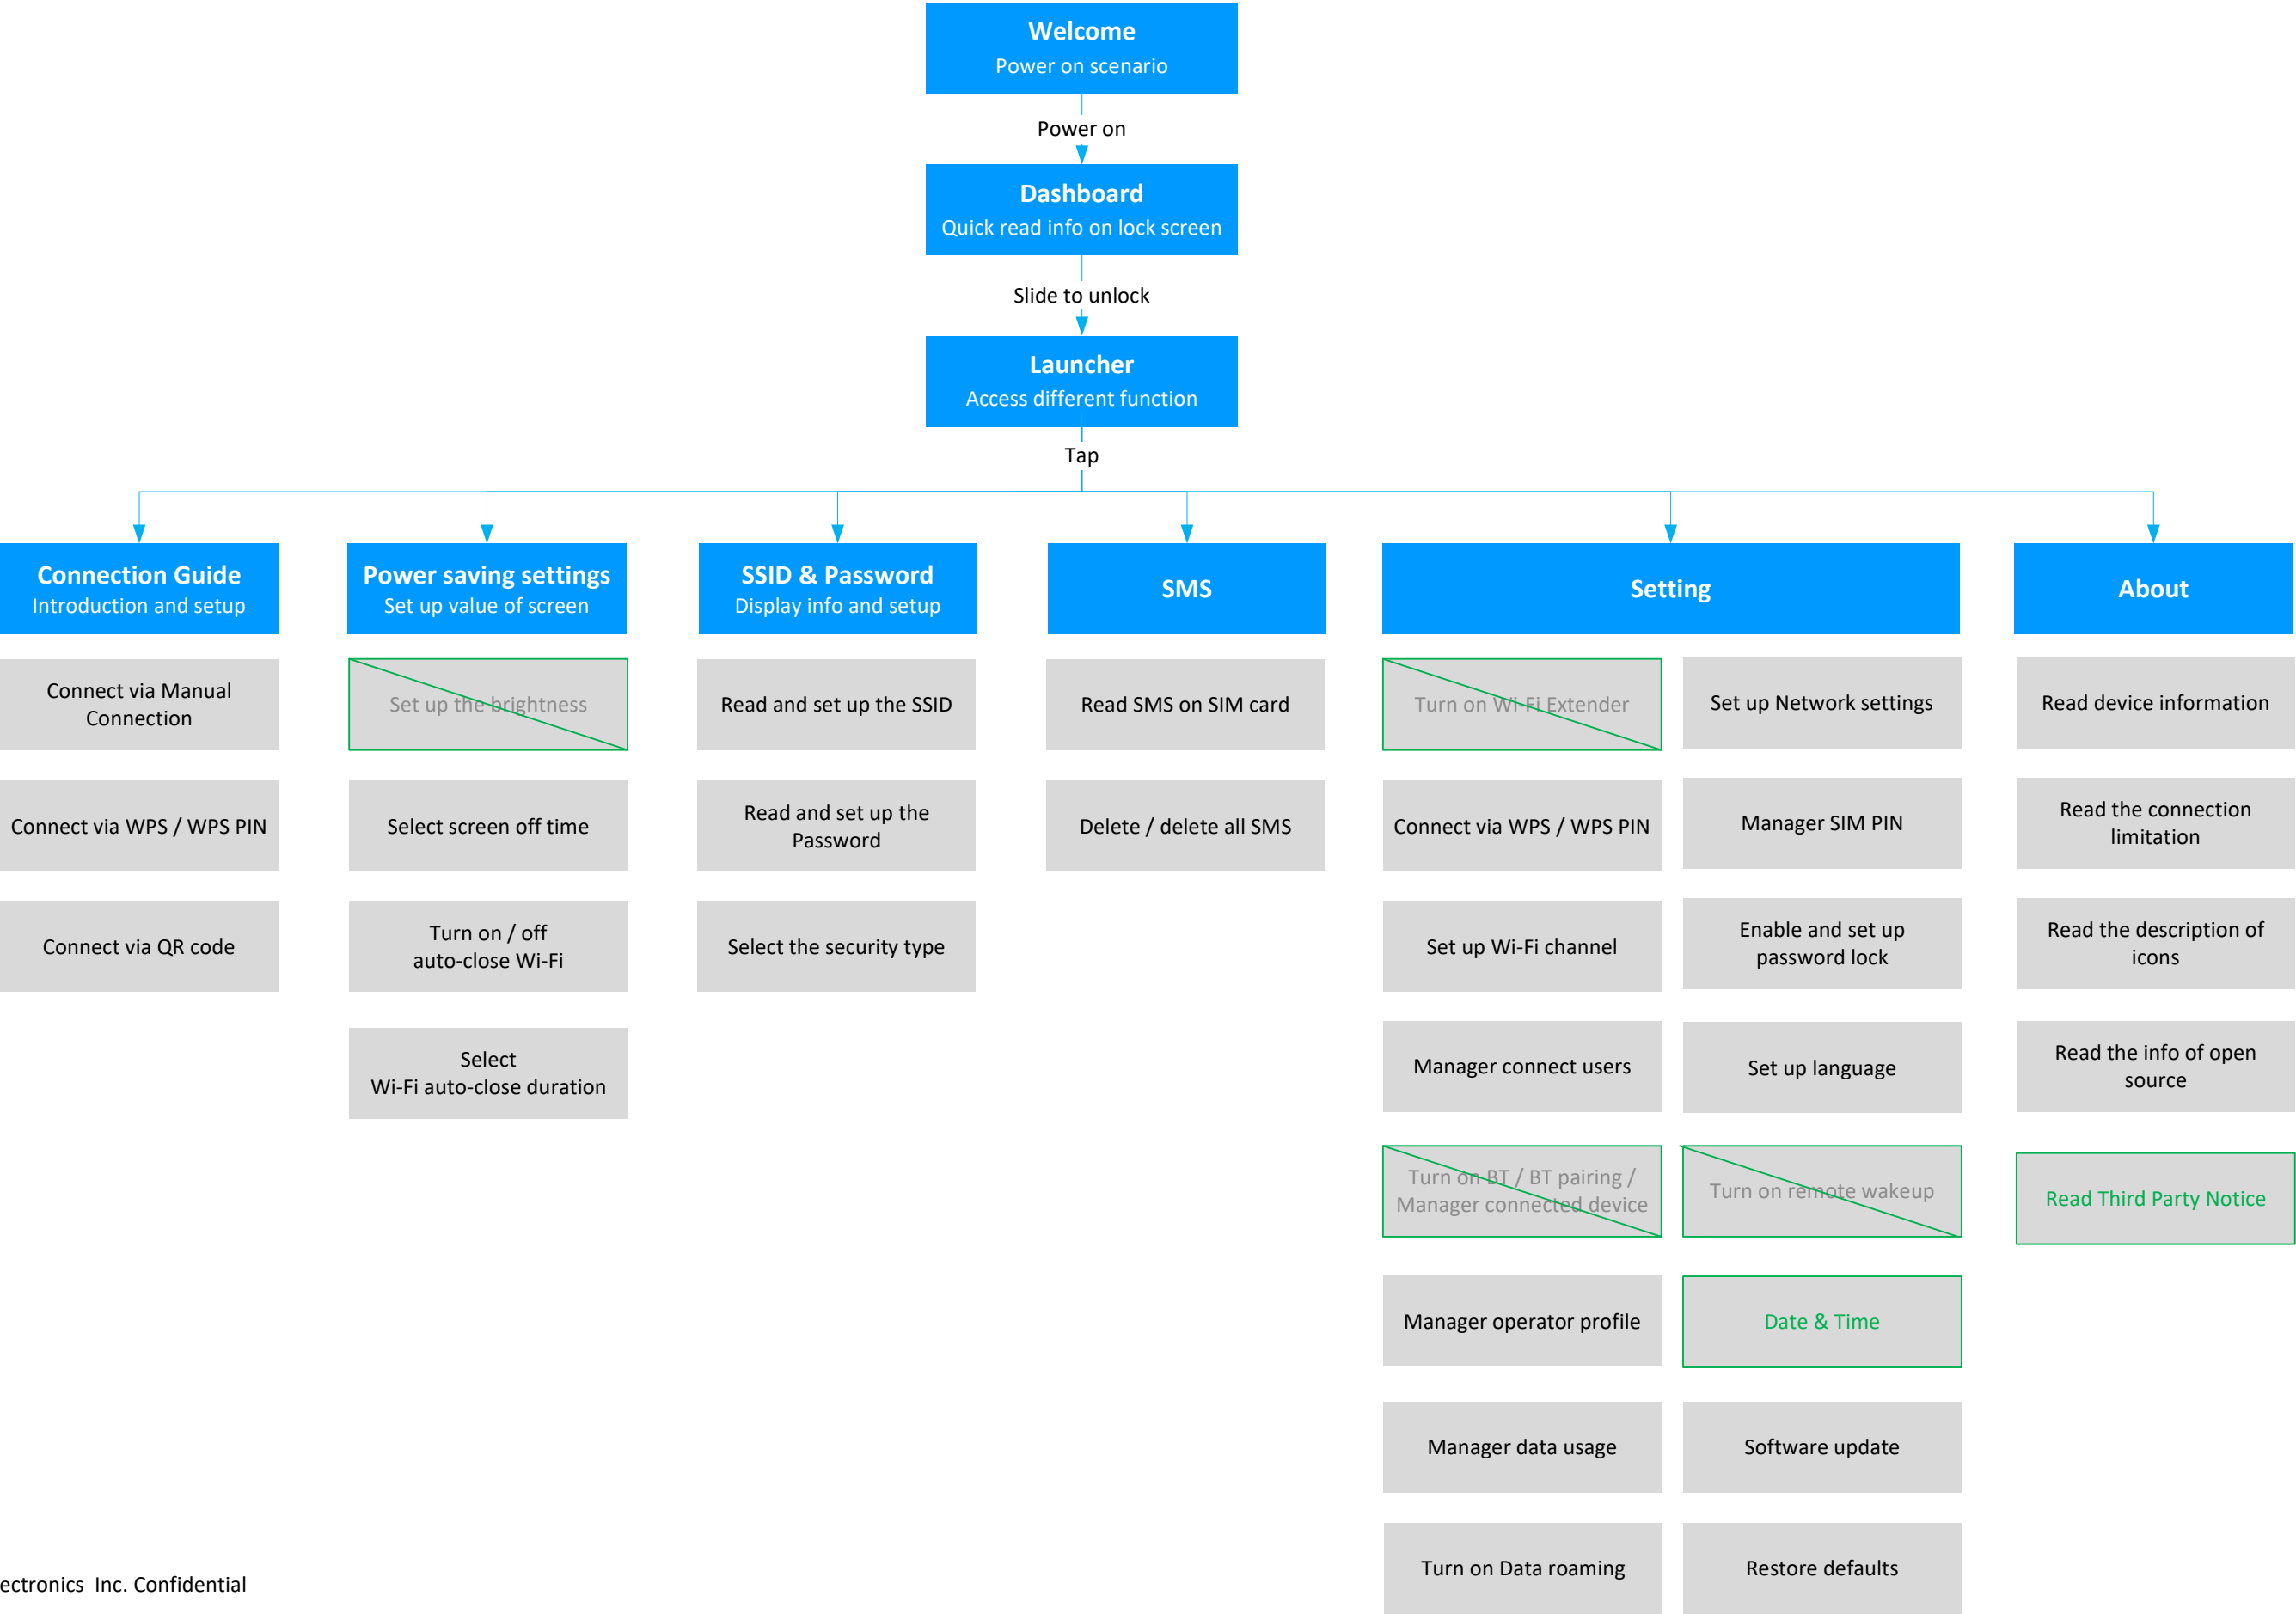 Welcome
Power on scenario
Power on
Dashboard
Quick read info on lock screen
Slide to unlock
Launcher
Access different function
Tap
Connection Guide
Introduction and setup
Connect via Manual
Connection
Connect via WPS / WPS PIN
Connect via QR code
Power saving settings
Set up value of screen
Set up the brightness
Select screen off time
Turn on / off
auto-close Wi-Fi
Select
Wi-Fi auto-close duration
SSID & Password
Display info and setup
Read and set up the SSID
Read and set up the
Password
Select the security type
SMS
Read SMS on SIM card
Delete / delete all SMS
Setting
Turn on Wi-Fi Extender
Connect via WPS / WPS PIN
Set up Wi-Fi channel
Manager connect users
Turn on BT / BT pairing /
Manager connected device
Manager operator profile
Manager data usage
Turn on Data roaming
Set up Network settings
Manager SIM PIN
Enable and set up
password lock
Set up language
Turn on remote wakeup
Date & Time
Software update
Restore defaults
About
Read device information
Read the connection
limitation
Read the description of
icons
Read the info of open
source
Read Third Party Notice
ectronics Inc. Confidential